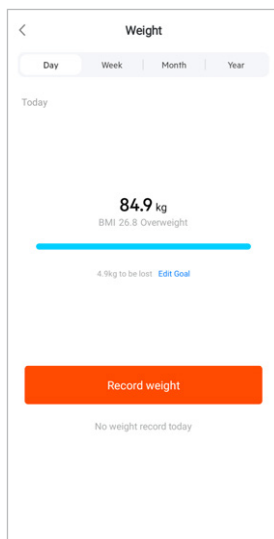 Weight
Day Week Month Year
Today
84.9 kg
BMI 26.8 Overweight
4.9kg to be lost Edit Goal
Record weight
No weight record today